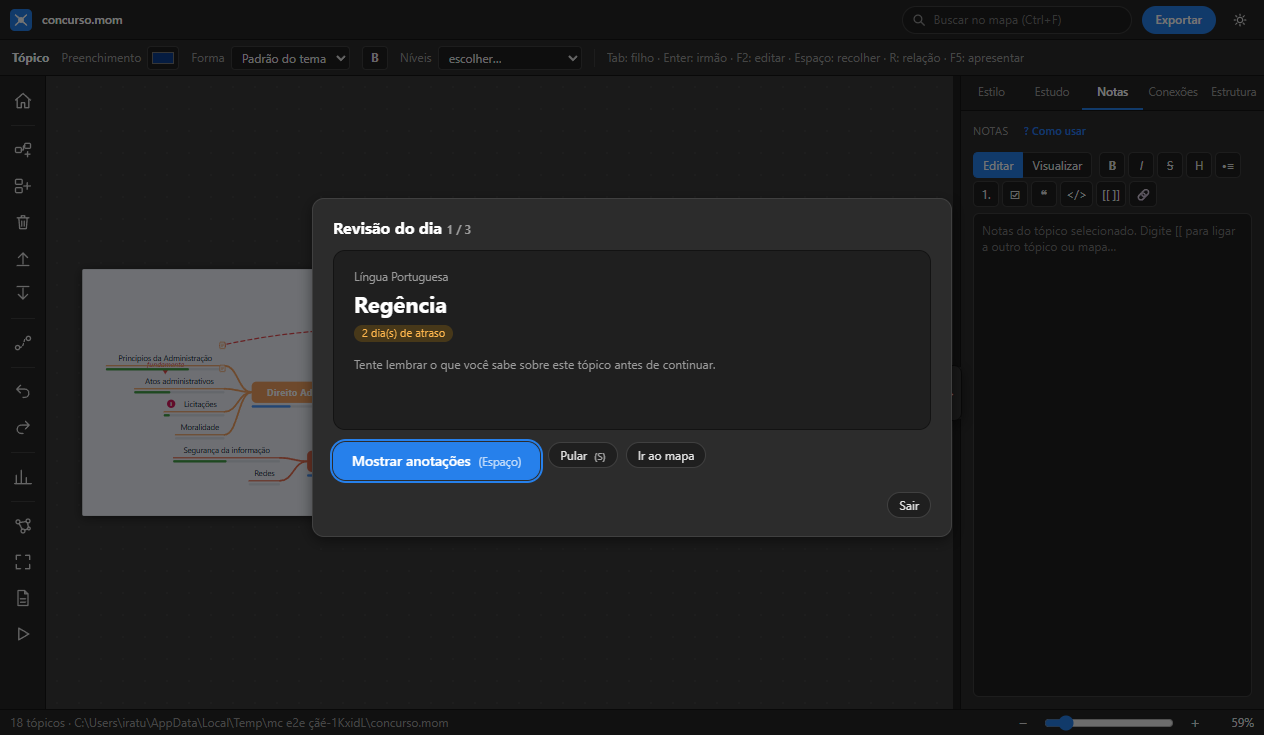 concurso.mom
Buscar no mapa (Ctrl+F)
Exportar
Tópico
Preenchimento
Forma
Padrão do tema
B
Níveis
escolher...
Tab: filho · Enter: irmão · F2: editar · Espaço: recolher · R: relação · F5: apresentar
Estilo
Estudo
Notas
Conexões
Estrutura
NOTAS
? Como usar
Editar
Visualizar
B
I
S
H
•≡
1.
☑
❝
</>
[[ ]]
Notas do tópico selecionado. Digite [[ para ligar
a outro tópico ou mapa...
Revisão do dia 1 / 3
Língua Portuguesa
Regência
2 dia(s) de atraso
Tente lembrar o que você sabe sobre este tópico antes de continuar.
Mostrar anotações (Espaço)
Pular (S)
Ir ao mapa
Sair
Princípios da Administração
fundamenta
Atos administrativos
Direito Ad
Licitações
Moralidade
Segurança da informação
Redes
18 tópicos · C:\Users\iratu\AppData\Local\Temp\mc e2e çãé-1KxidL\concurso.mom
−
+
59%